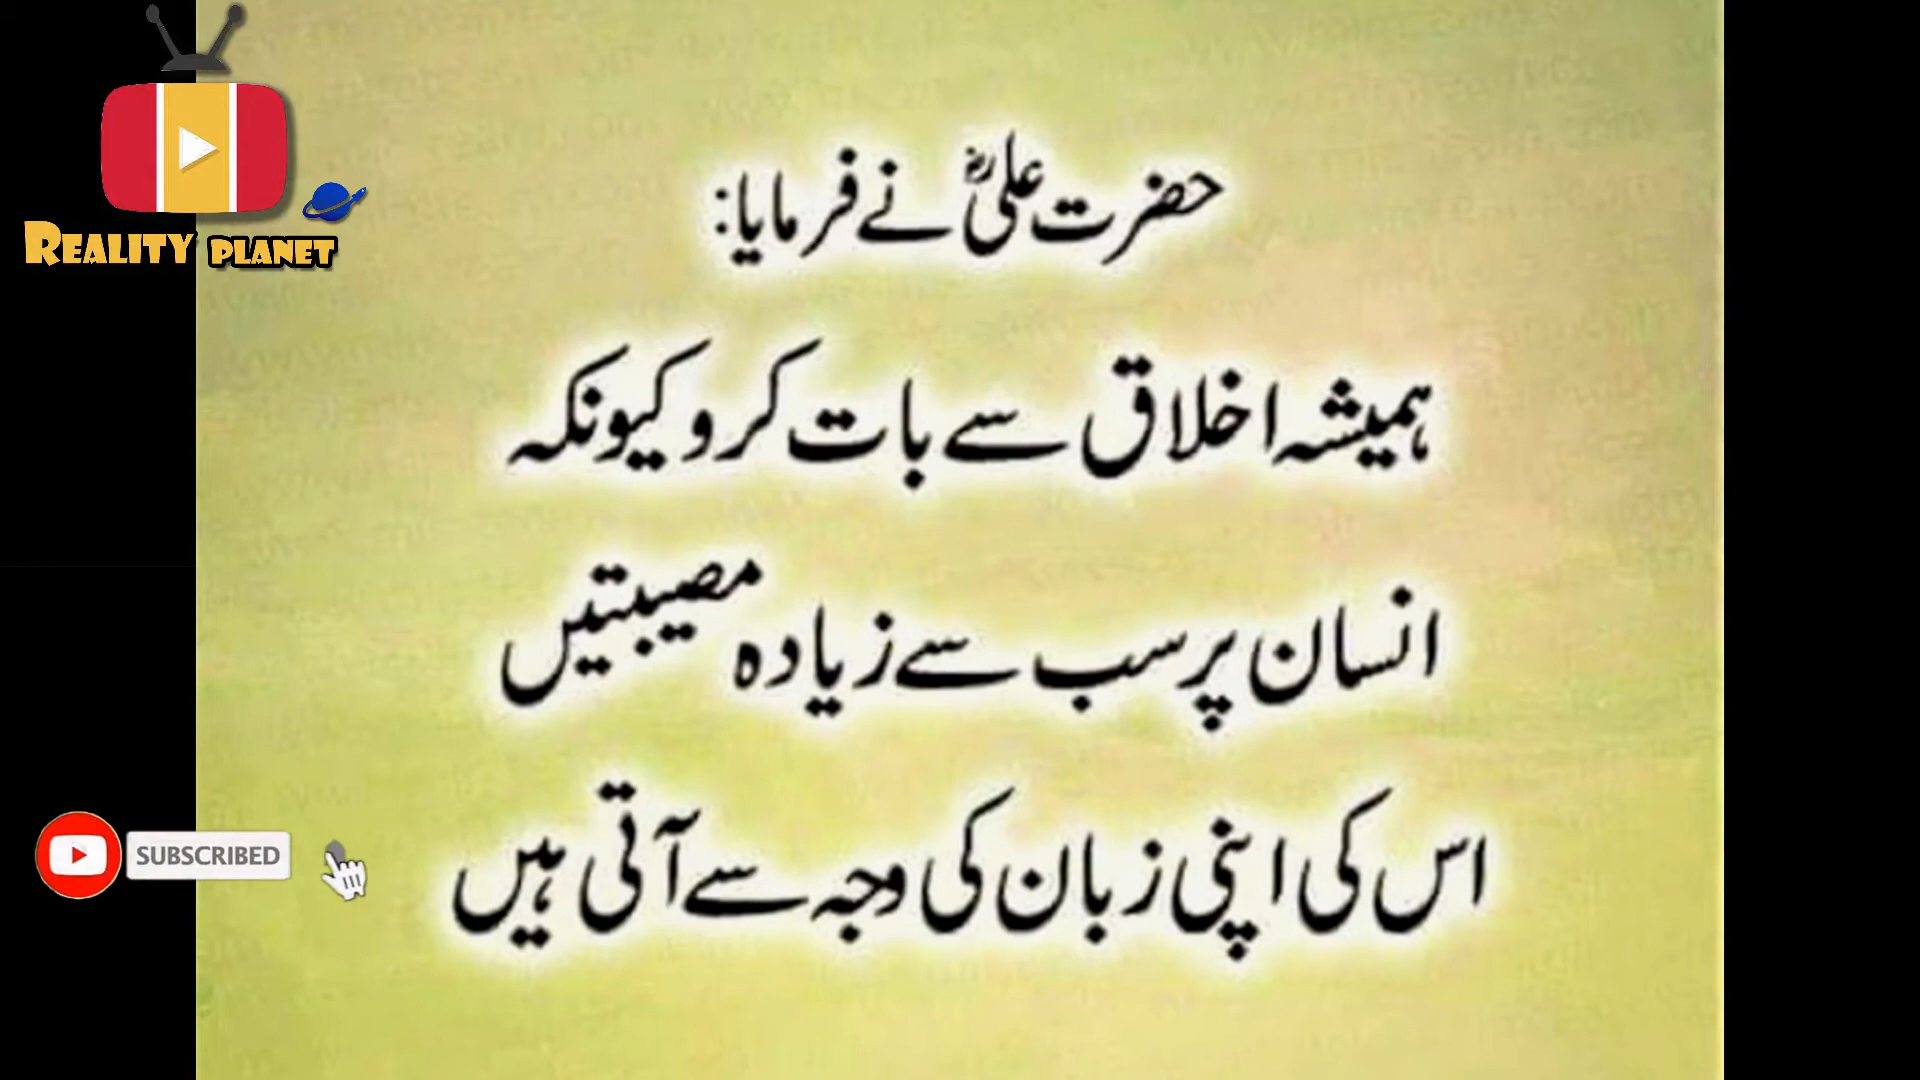 REALITY PLANET
حضرت علیؓ نے فرمایا:
ہمیشہ اخلاق سے بات کرو کیونکہ
انسان پر سب سے زیادہ مصیبتیں
اس کی اپنی زبان کی وجہ سے آتی ہیں
SUBSCRIBED